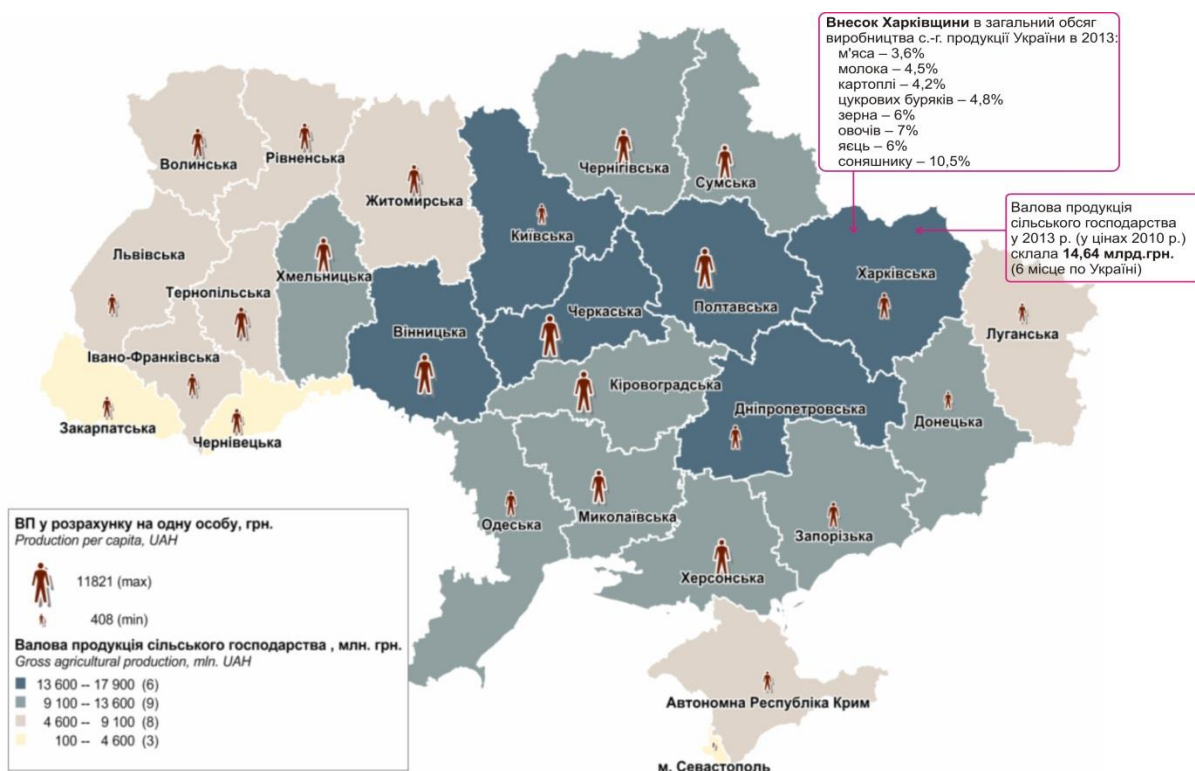 Внесок Харківщини в загальний обсяг
виробництва с.-г. продукції України в 2013:
м'яса – 3,6%
молока – 4,5%
картоплі – 4,2%
цукрових буряків – 4,8%
зерна – 6%
овочів – 7%
яєць – 6%
соняшнику – 10,5%
Валова продукція
сільського господарства
у 2013 р. (у цінах 2010 р.)
склала 14,64 млрд.грн.
(6 місце по Україні)
Волинська
Рівненська
Житомирська
Чернігівська
Сумська
Київська
Львівська
Хмельницька
Тернопільська
Харківська
Полтавська
Черкаська
Вінницька
Луганська
Івано-Франківська
Кіровоградська
Дніпропетровська
Донецька
Закарпатська
Чернівецька
Одеська
Миколаївська
Запорізька
Херсонська
Автономна Республіка Крим
м. Севастополь
ВП у розрахунку на одну особу, грн.
Production per capita, UAH
11821 (max)
408 (min)
Валова продукція сільського господарства , млн. грн.
Gross agricultural production, mln. UAH
13 600 -- 17 900 (6)
9 100 -- 13 600 (9)
4 600 -- 9 100 (8)
100 -- 4 600 (3)